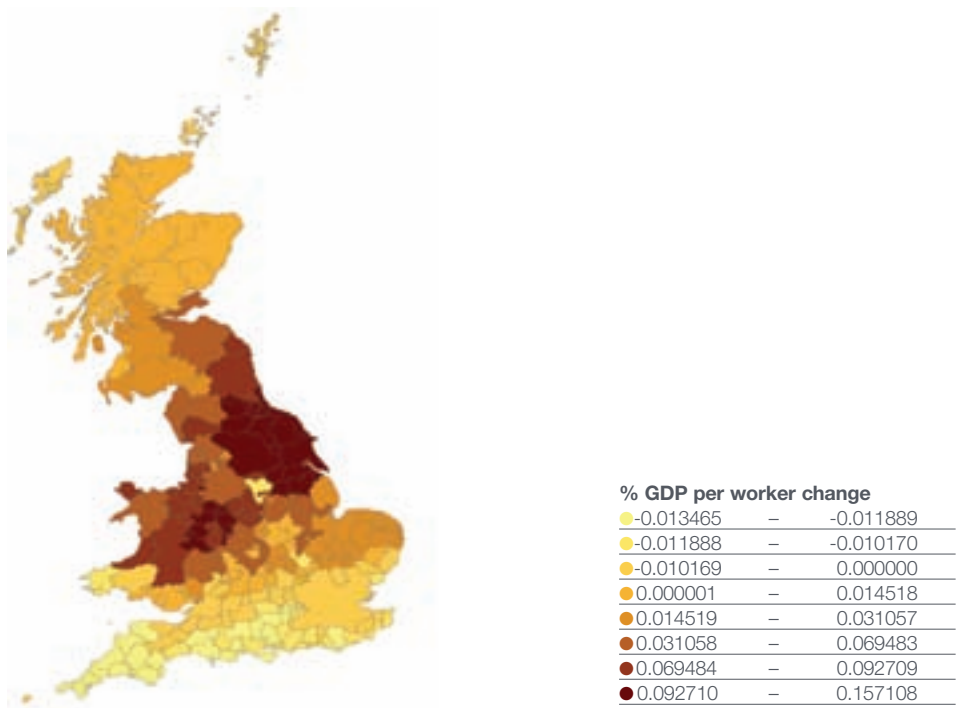 % GDP per worker change
-0.013465 – -0.011889
-0.011888 – -0.010170
-0.010169 – 0.000000
0.000001 – 0.014518
0.014519 – 0.031057
0.031058 – 0.069483
0.069484 – 0.092709
0.092710 – 0.157108